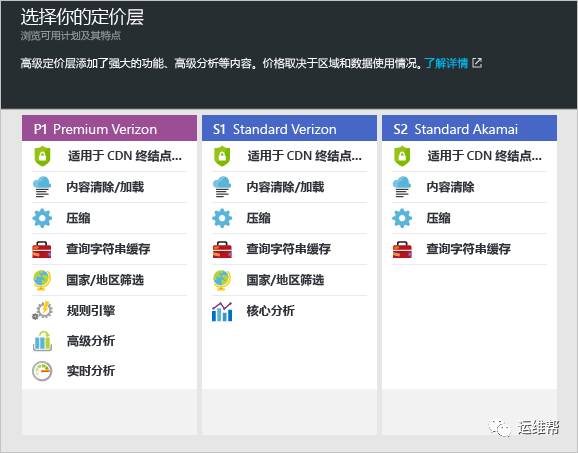 选择你的定价层
浏览可用计划及其特点
高级定价层添加了强大的功能、高级分析等内容。价格取决于区域和数据使用情况。了解详情
P1 Premium Verizon
适用于 CDN 终结点...
内容清除/加载
压缩
查询字符串缓存
国家/地区筛选
规则引擎
高级分析
实时分析
S1 Standard Verizon
适用于 CDN 终结点...
内容清除/加载
压缩
查询字符串缓存
国家/地区筛选
核心分析
S2 Standard Akamai
适用于 CDN 终结点...
内容清除
压缩
查询字符串缓存
运维帮